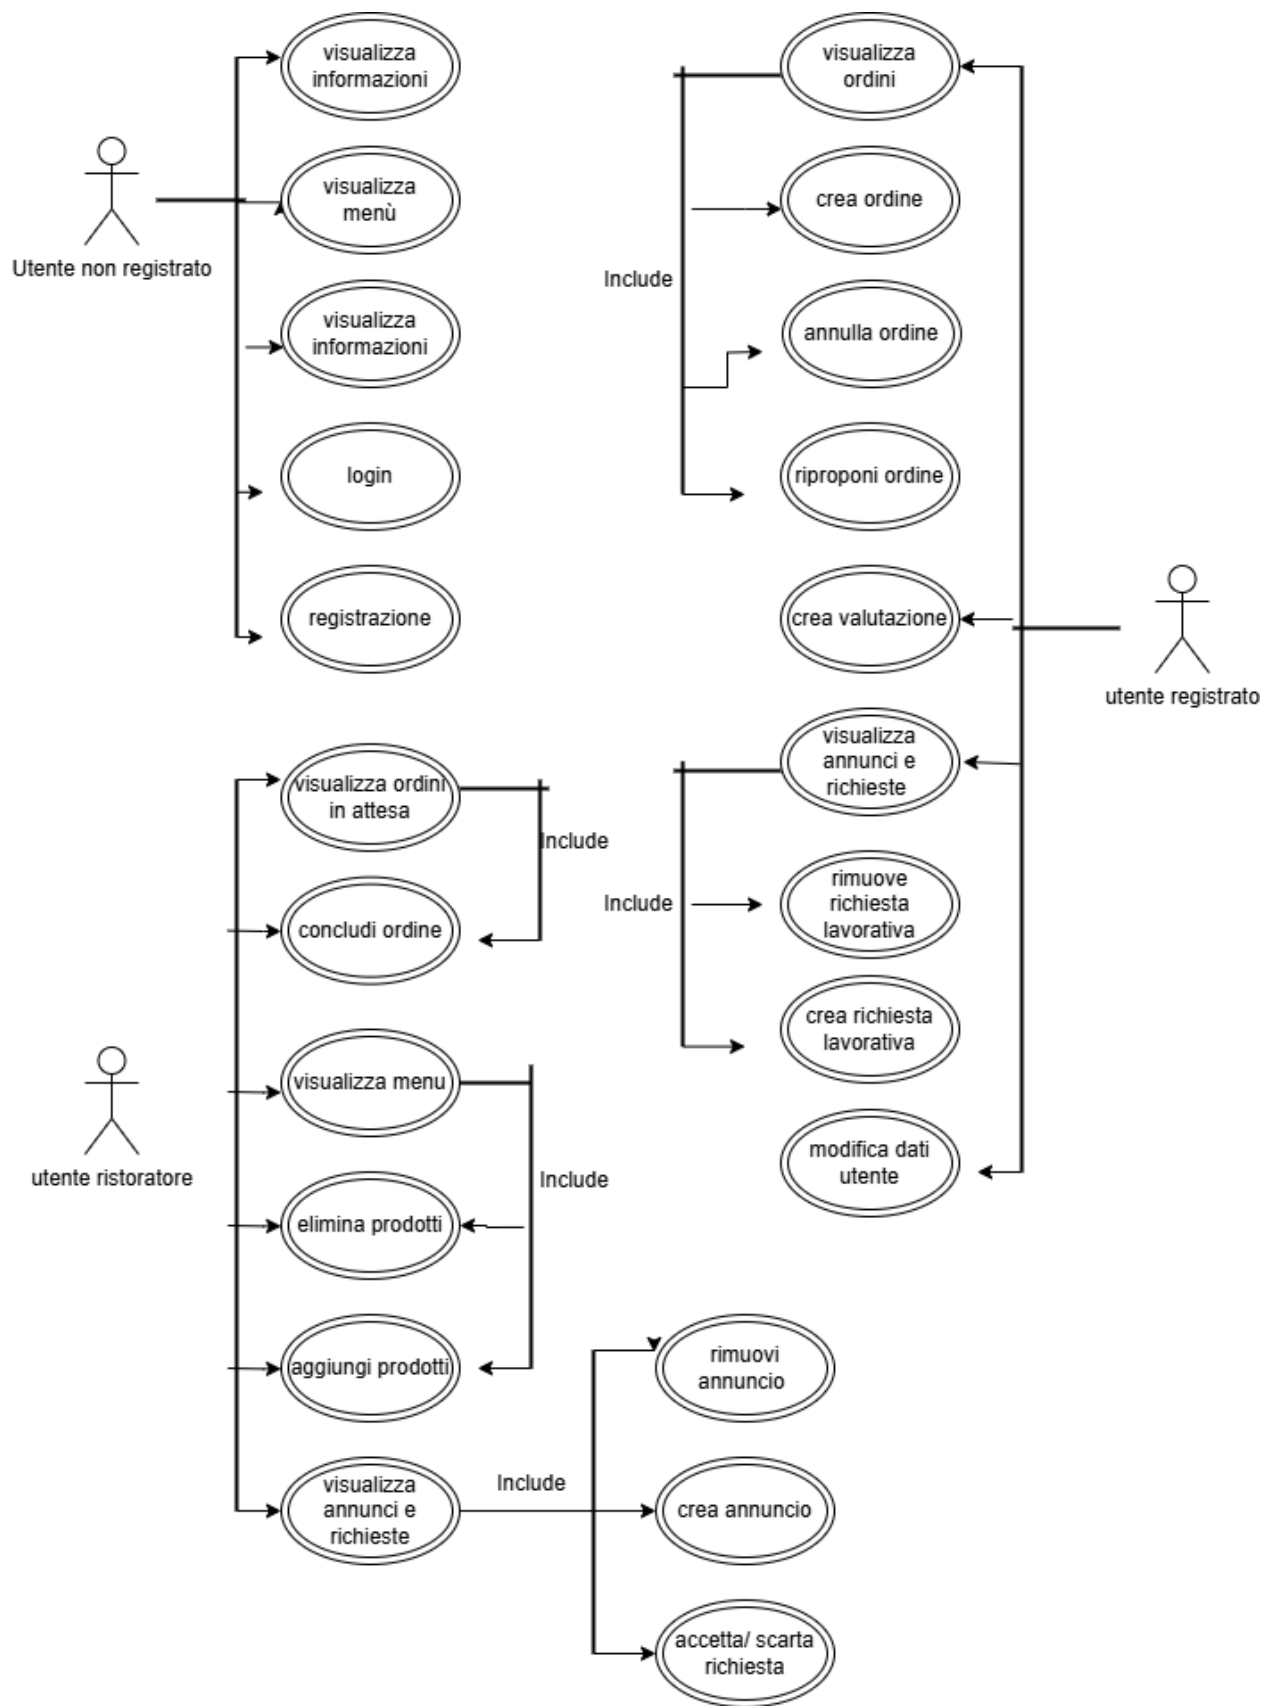 visualizza
informazioni
visualizza
menù
Utente non registrato
visualizza
informazioni
login
registrazione
visualizza
ordini
crea ordine
Include
annulla ordine
riproponi ordine
crea valutazione
utente registrato
visualizza
annunci e
richieste
Include
rimuove
richiesta
lavorativa
crea richiesta
lavorativa
modifica dati
utente
visualizza ordini
in attesa
Include
concludi ordine
visualizza menu
utente ristoratore
Include
elimina prodotti
aggiungi prodotti
visualizza
annunci e
richieste
Include
rimuovi
annuncio
crea annuncio
accetta/ scarta
richiesta